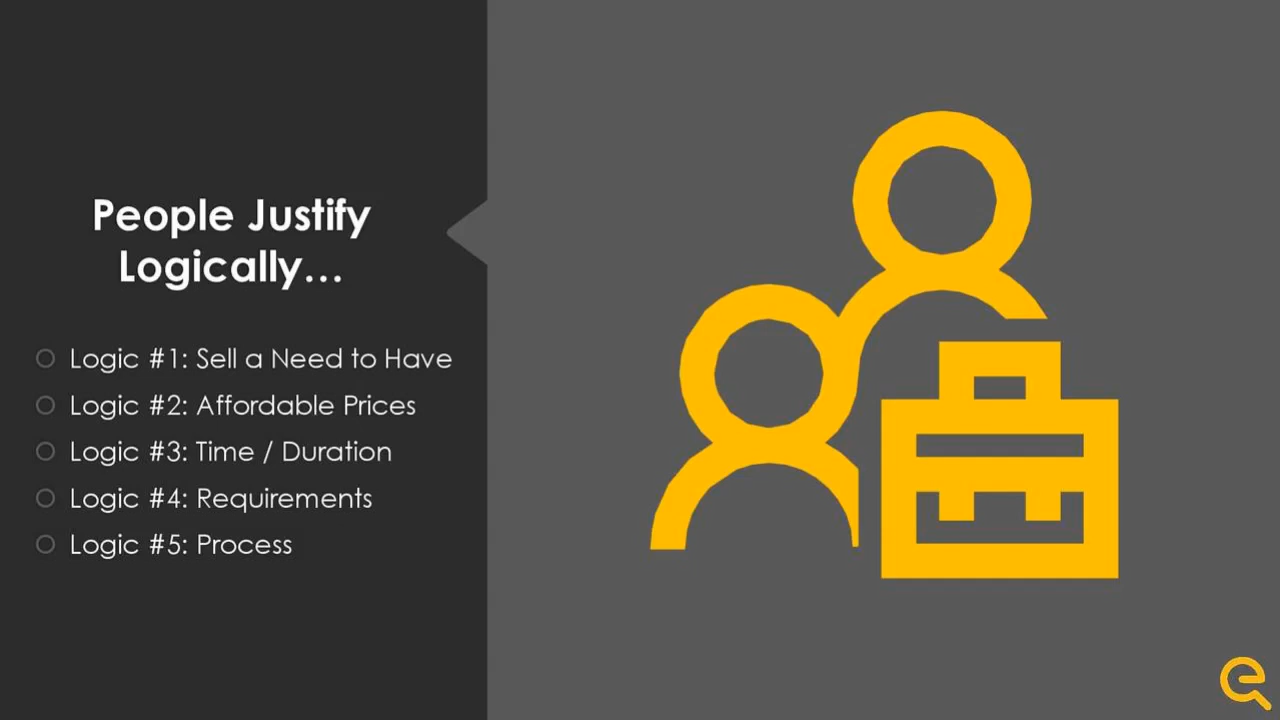 People Justify
Logically...
Logic #1: Sell a Need to Have
Logic #2: Affordable Prices
Logic #3: Time / Duration
Logic #4: Requirements
Logic #5: Process